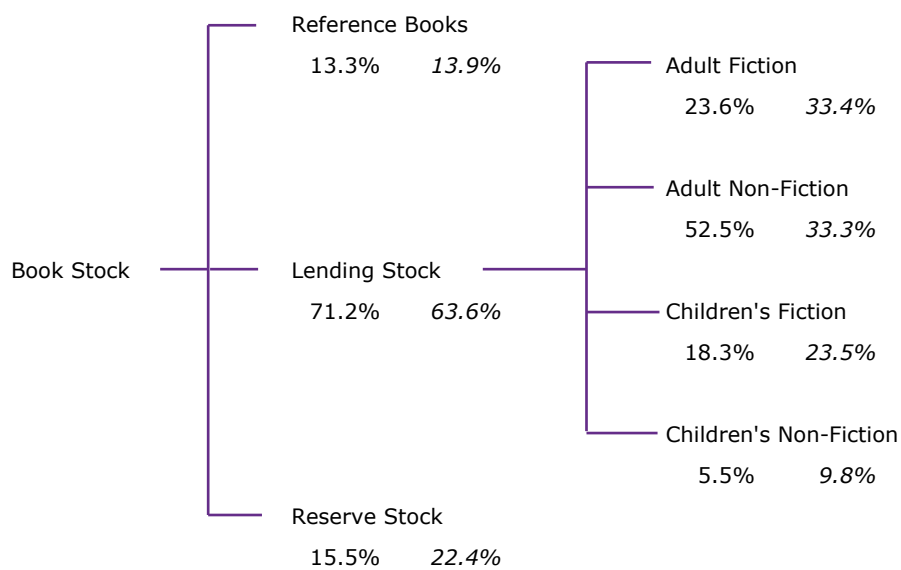 Reference Books
13.3% 13.9%
Adult Fiction
23.6% 33.4%
Adult Non-Fiction
52.5% 33.3%
Book Stock
Lending Stock
71.2% 63.6%
Children's Fiction
18.3% 23.5%
Children's Non-Fiction
5.5% 9.8%
Reserve Stock
15.5% 22.4%